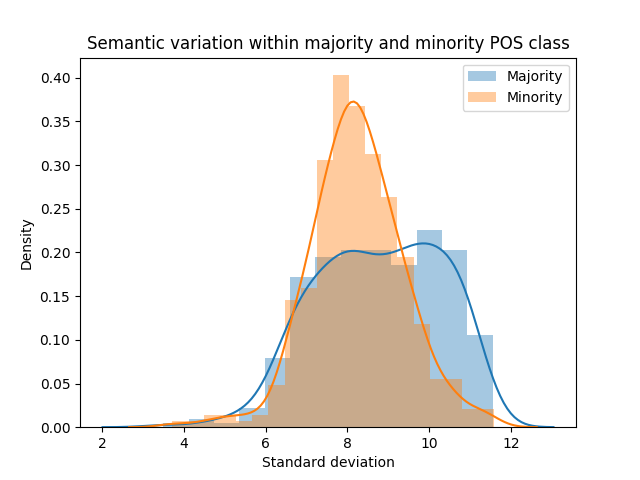 Semantic variation within majority and minority POS class
Majority
Minority
0.40
0.35
0.30
0.25
0.20
0.15
0.10
0.05
0.00
Density
2 4 6 8 10 12
Standard deviation